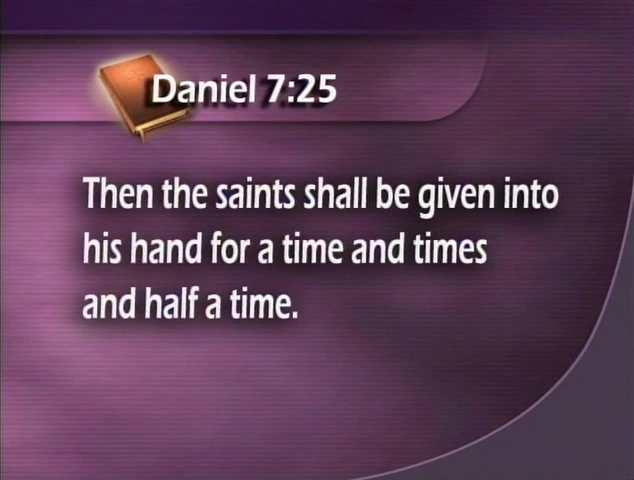 Daniel 7:25
Then the saints shall be given into
his hand for a time and times
and half a time.